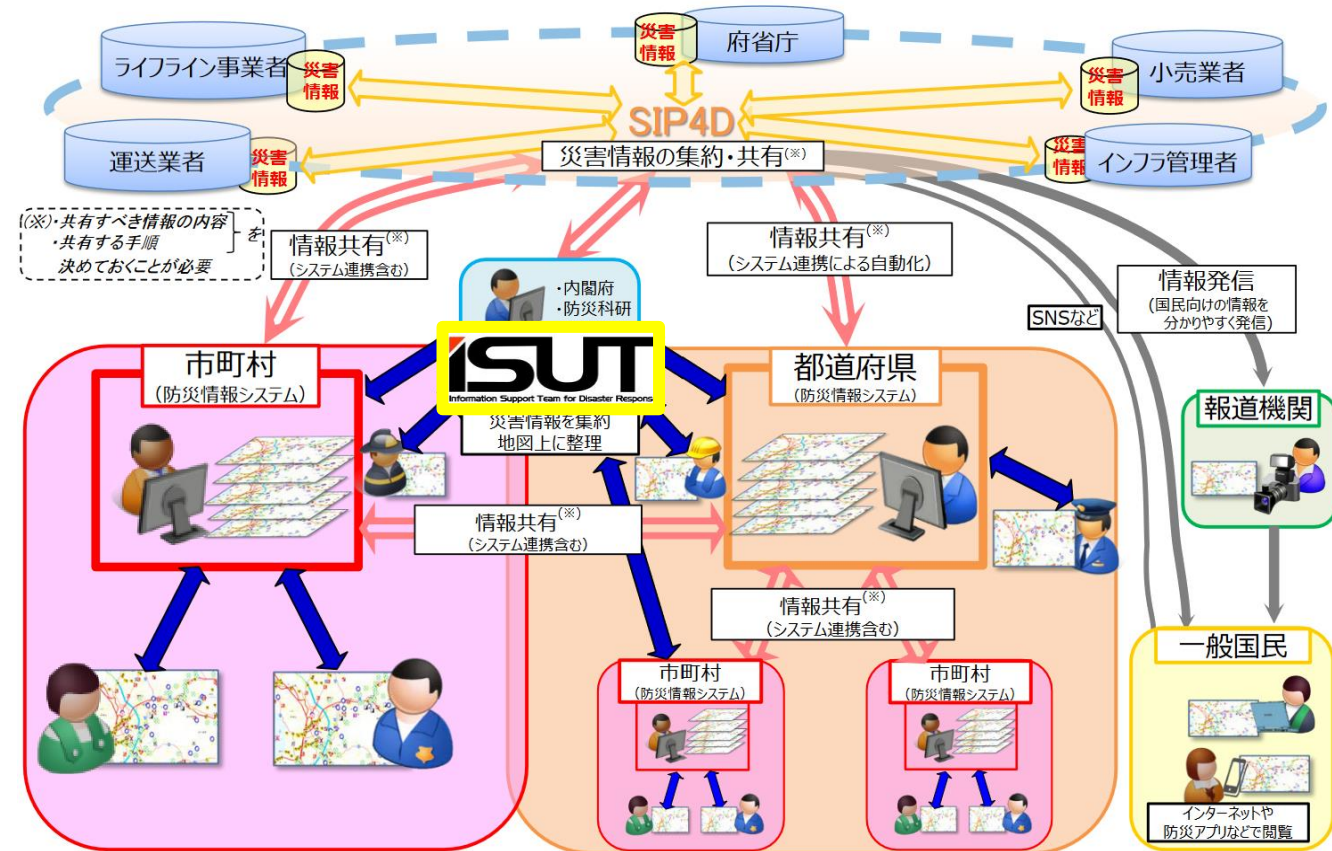 災害
情報
府省庁
ライフライン事業者
災害
情報
災害
情報
小売業者
SIP4D
運送業者
災害
情報
災害の集約・共有(※)
災害
情報
インフラ管理者
(※)・共有すべき情報の内容
・共有する手順
を
決めておくことが必要
情報共有(※)
(システム連携含む)
情報共有(※)
(システム連携による自動化)
・内閣府
・防災科研
情報発信
(国民向けの情報を
分かりやすく発信)
SNSなど
市町村
(防災情報システム)
ISUT
Information Support Team for Disaster Respons
災害情報を集約
地図上に整理
都道府県
(防災情報システム)
報道機関
情報共有(※)
(システム連携含む)
情報共有(※)
(システム連携含む)
市町村
(防災情報システム)
市町村
(防災情報システム)
一般国民
インターネットや
防災アプリなどで閲覧